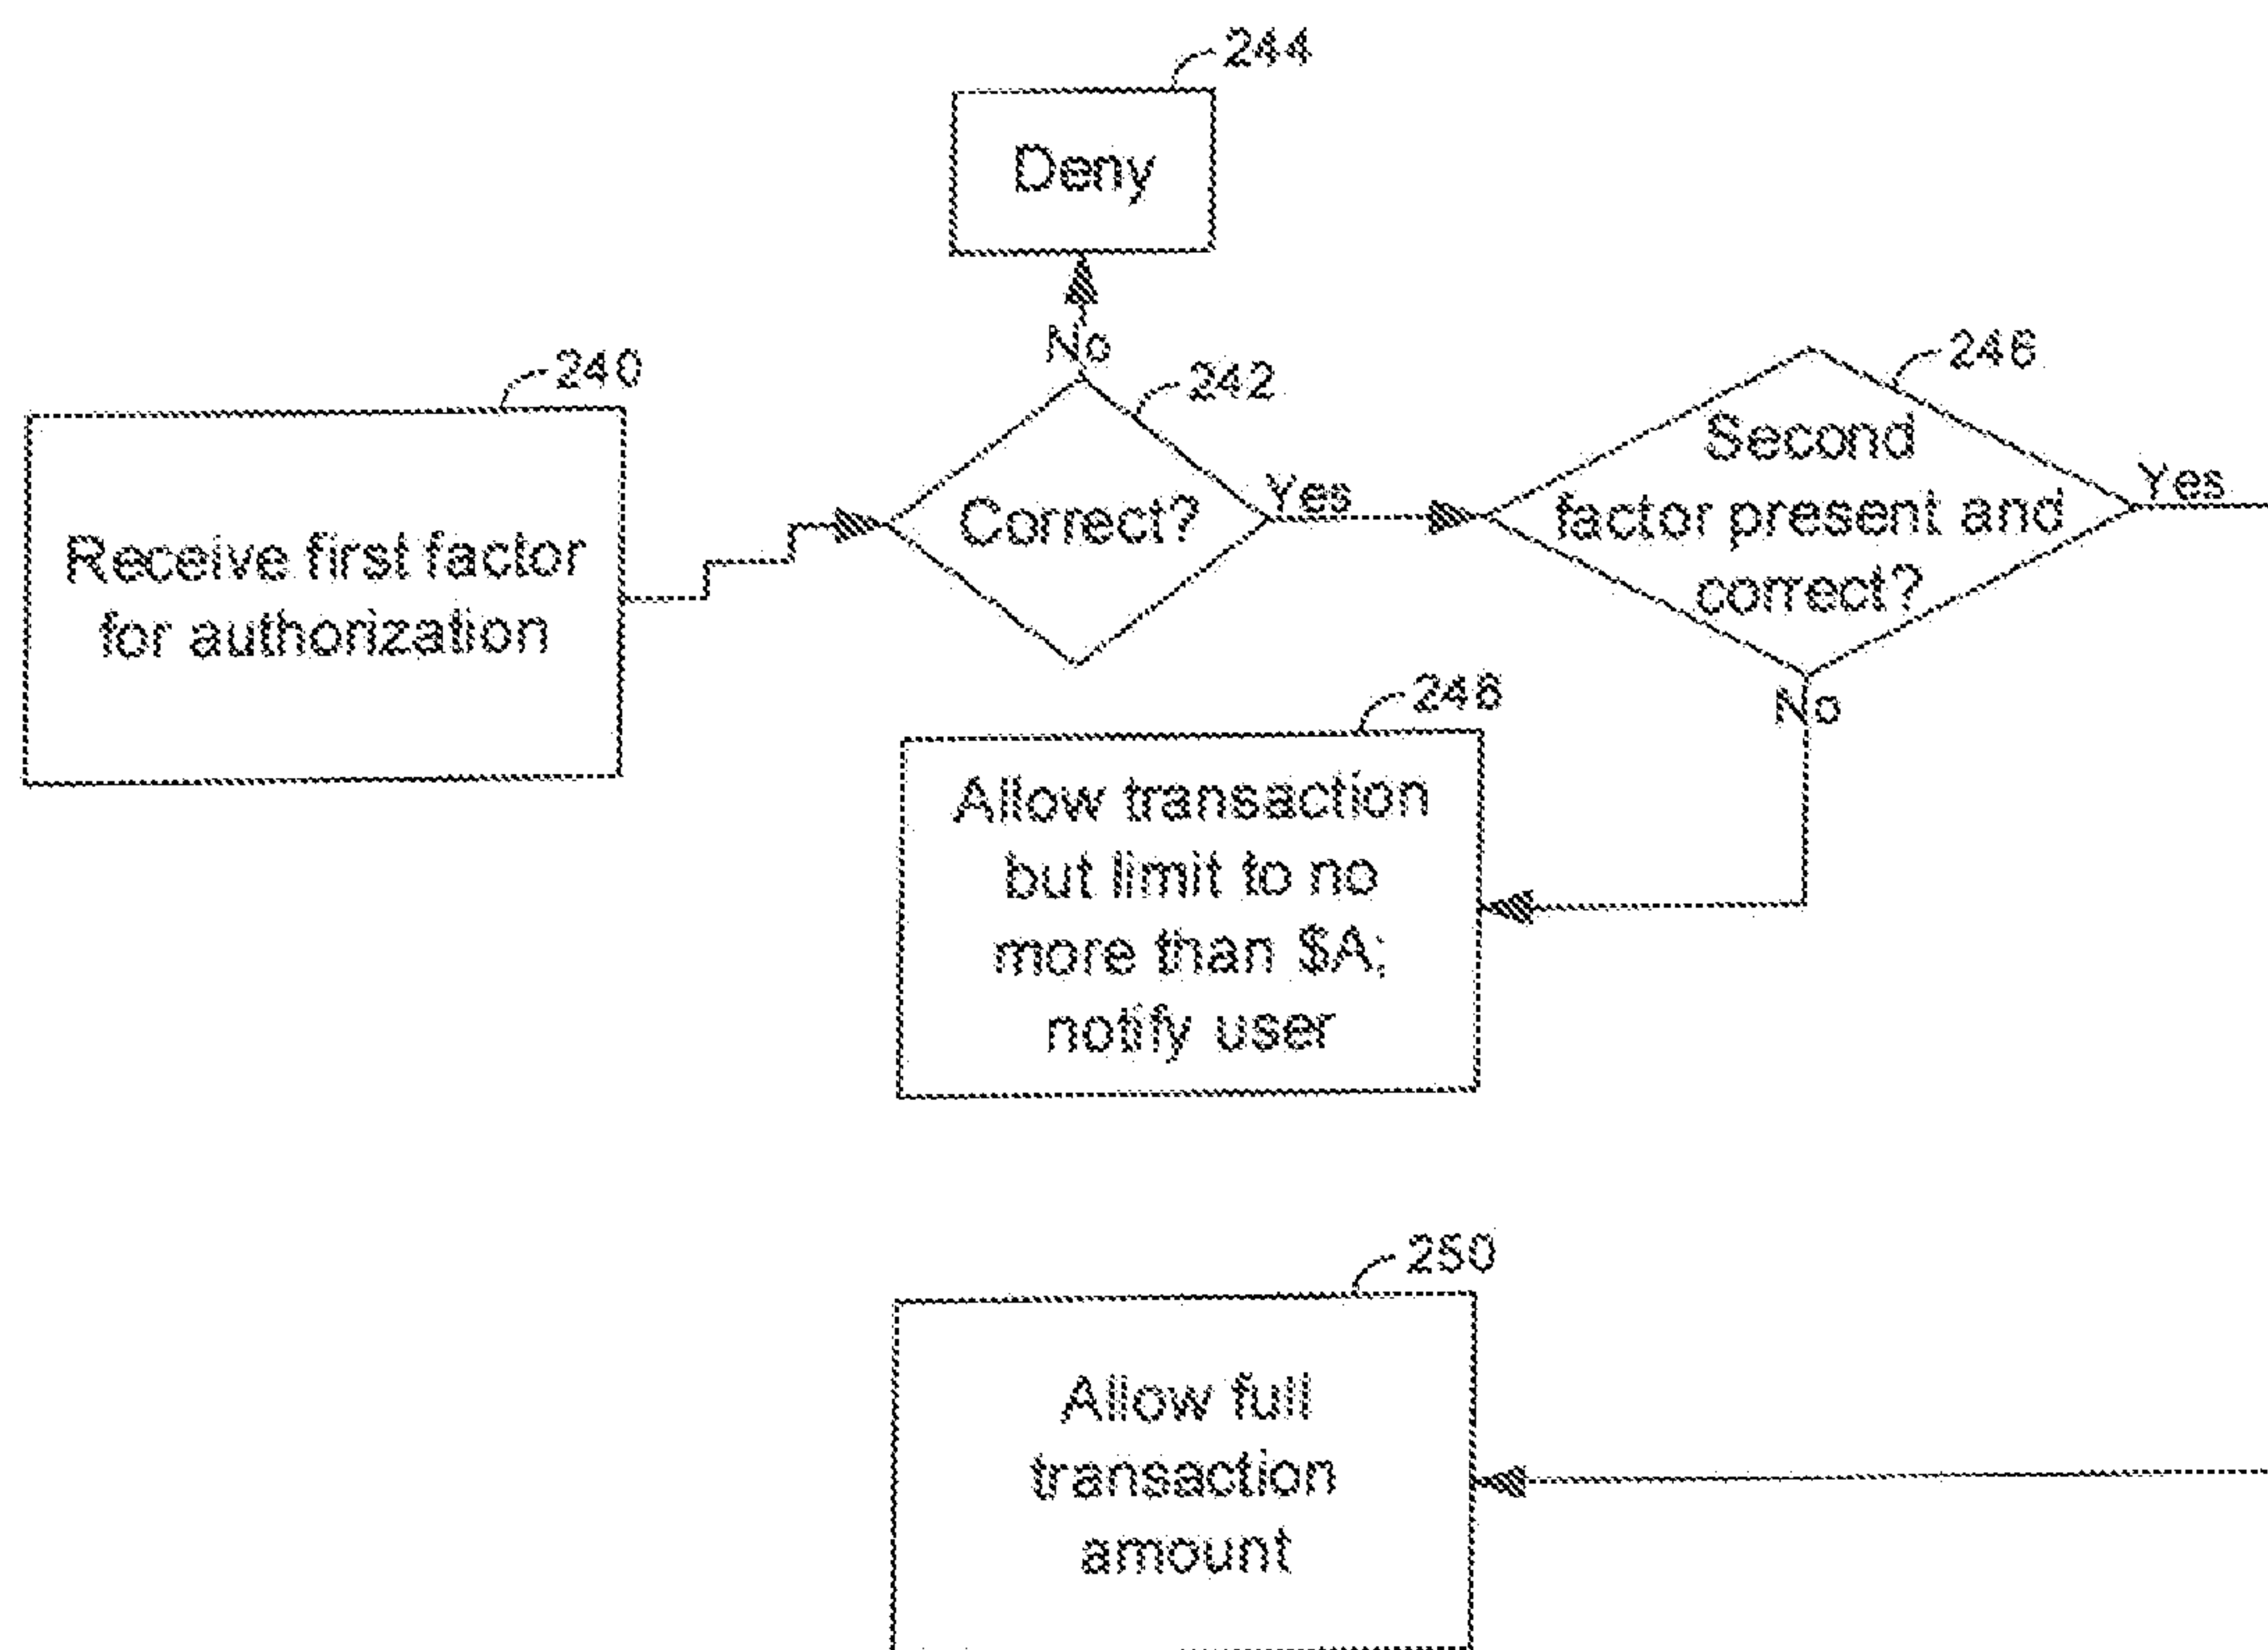 244
Deny
No
240
242
246
Receive first factor
for authorization
Correct?
Yes
Second
factor present and
correct?
Yes
No
248
Allow transaction
but limit to no
more than $A;
notify user
250
Allow full
transaction
amount